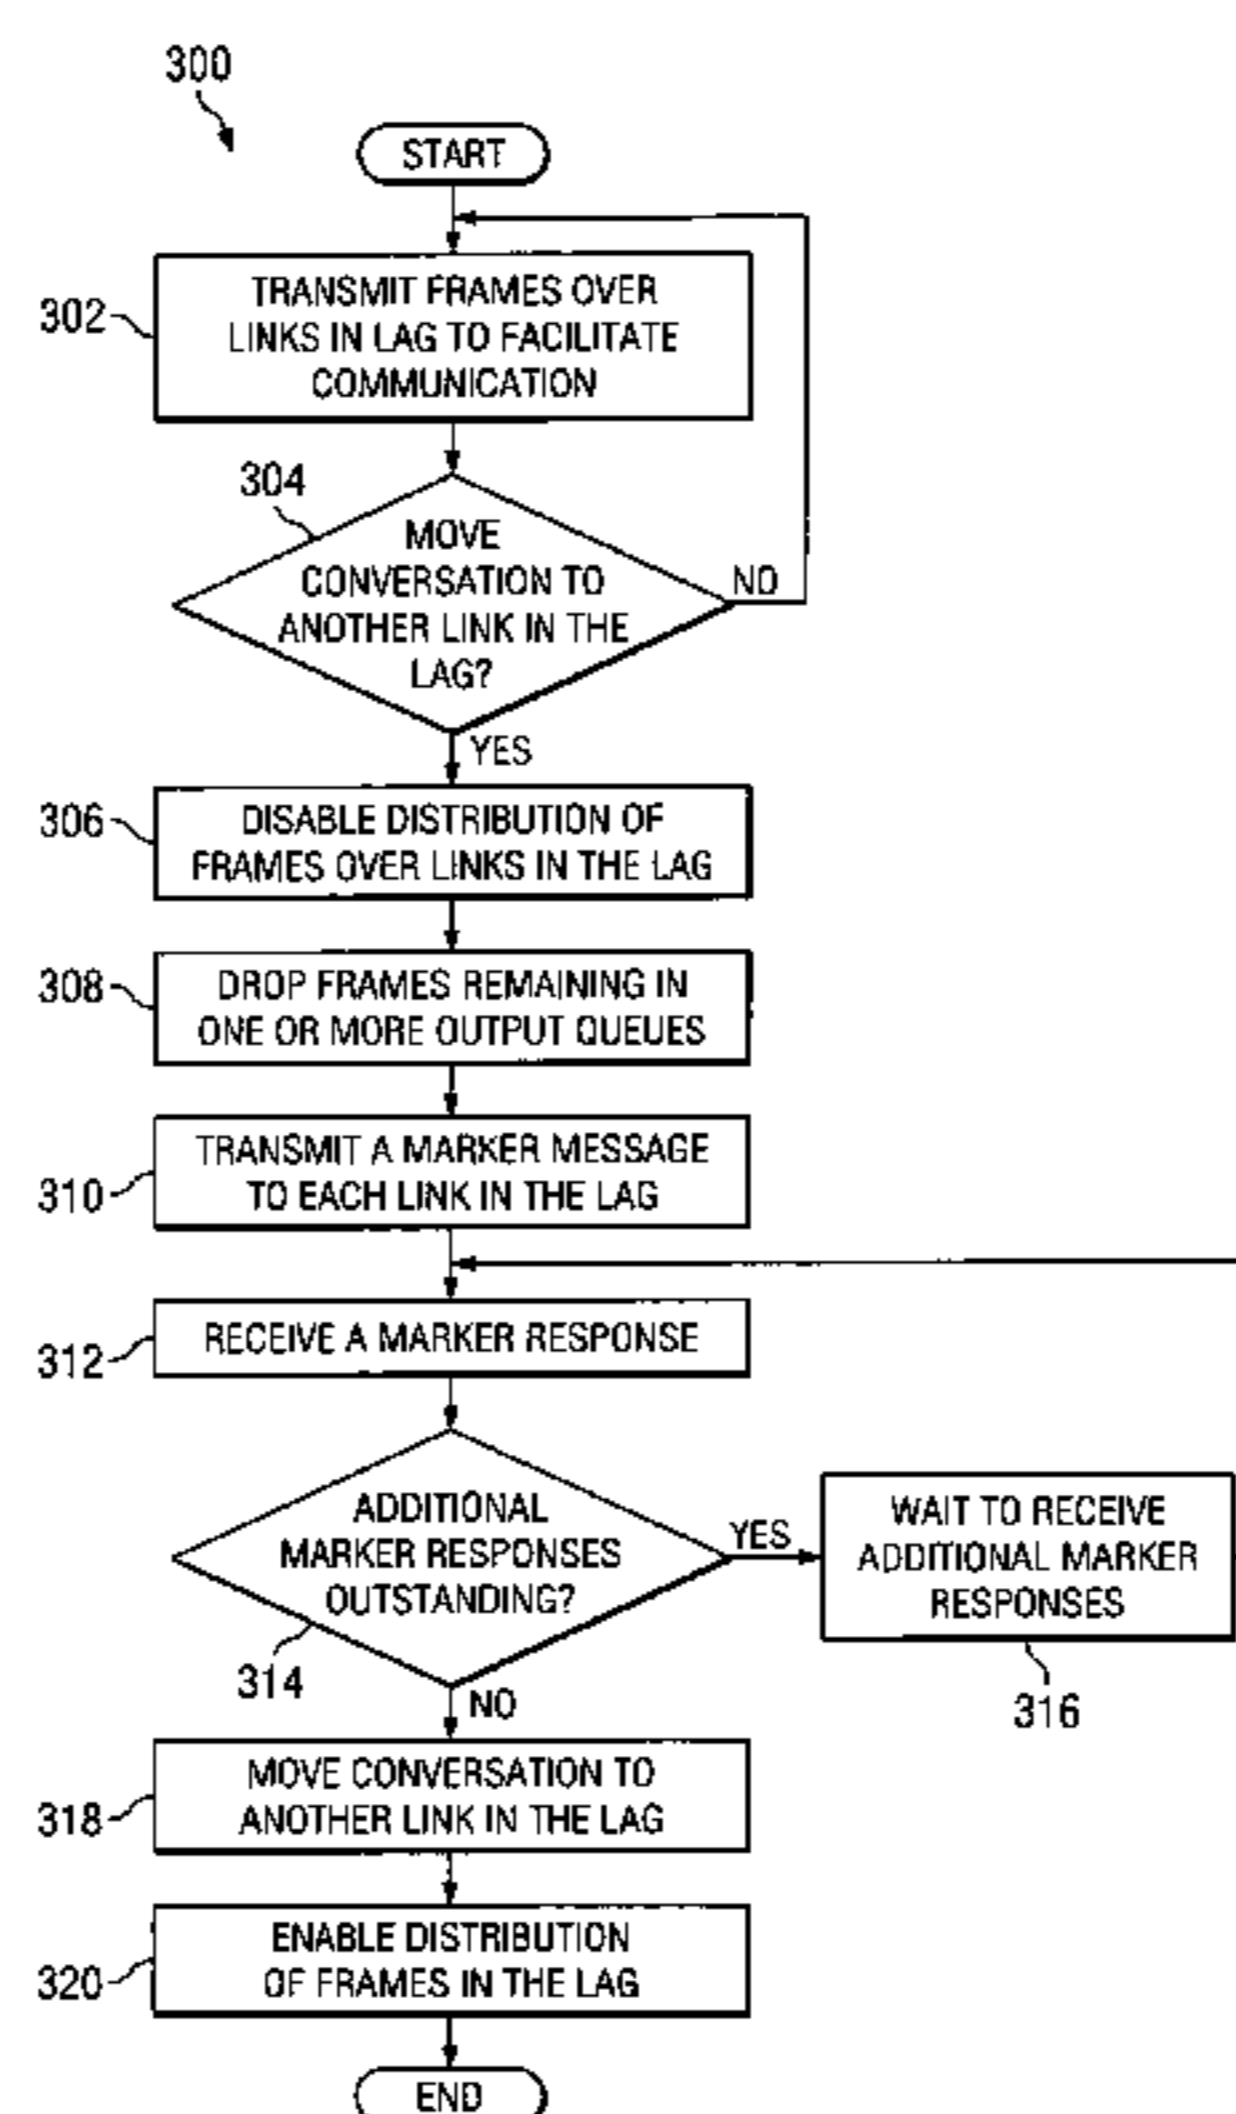 300
START
302
TRANSMIT FRAMES OVER
LINKS IN LAG TO FACILITATE
COMMUNICATION
304
MOVE
CONVERSATION TO
ANOTHER LINK IN THE
LAG?
NO
YES
306
DISABLE DISTRIBUTION OF
FRAMES OVER LINKS IN THE LAG
308
DROP FRAMES REMAINING IN
ONE OR MORE OUTPUT QUEUES
310
TRANSMIT A MARKER MESSAGE
TO EACH LINK IN THE LAG
312
RECEIVE A MARKER RESPONSE
314
ADDITIONAL
MARKER RESPONSES
OUTSTANDING?
YES
WAIT TO RECEIVE
ADDITIONAL MARKER
RESPONSES
316
NO
318
MOVE CONVERSATION TO
ANOTHER LINK IN THE LAG
320
ENABLE DISTRIBUTION
OF FRAMES IN THE LAG
END